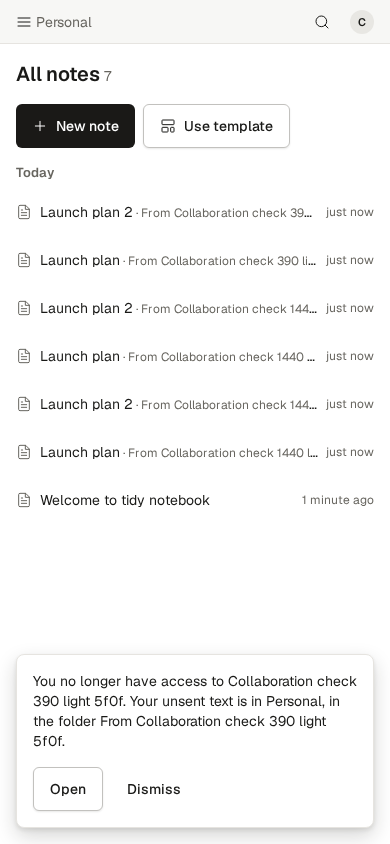 Personal
C
All notes 7
New note
Use template
Today
Launch plan 2 · From Collaboration check 39... just now
Launch plan · From Collaboration check 390 li... just now
Launch plan 2 · From Collaboration check 144... just now
Launch plan · From Collaboration check 1440 ... just now
Launch plan 2 · From Collaboration check 144... just now
Launch plan · From Collaboration check 1440 l... just now
Welcome to tidy notebook 1 minute ago
You no longer have access to Collaboration check
390 light 5f0f. Your unsent text is in Personal, in
the folder From Collaboration check 390 light
5f0f.
Open
Dismiss